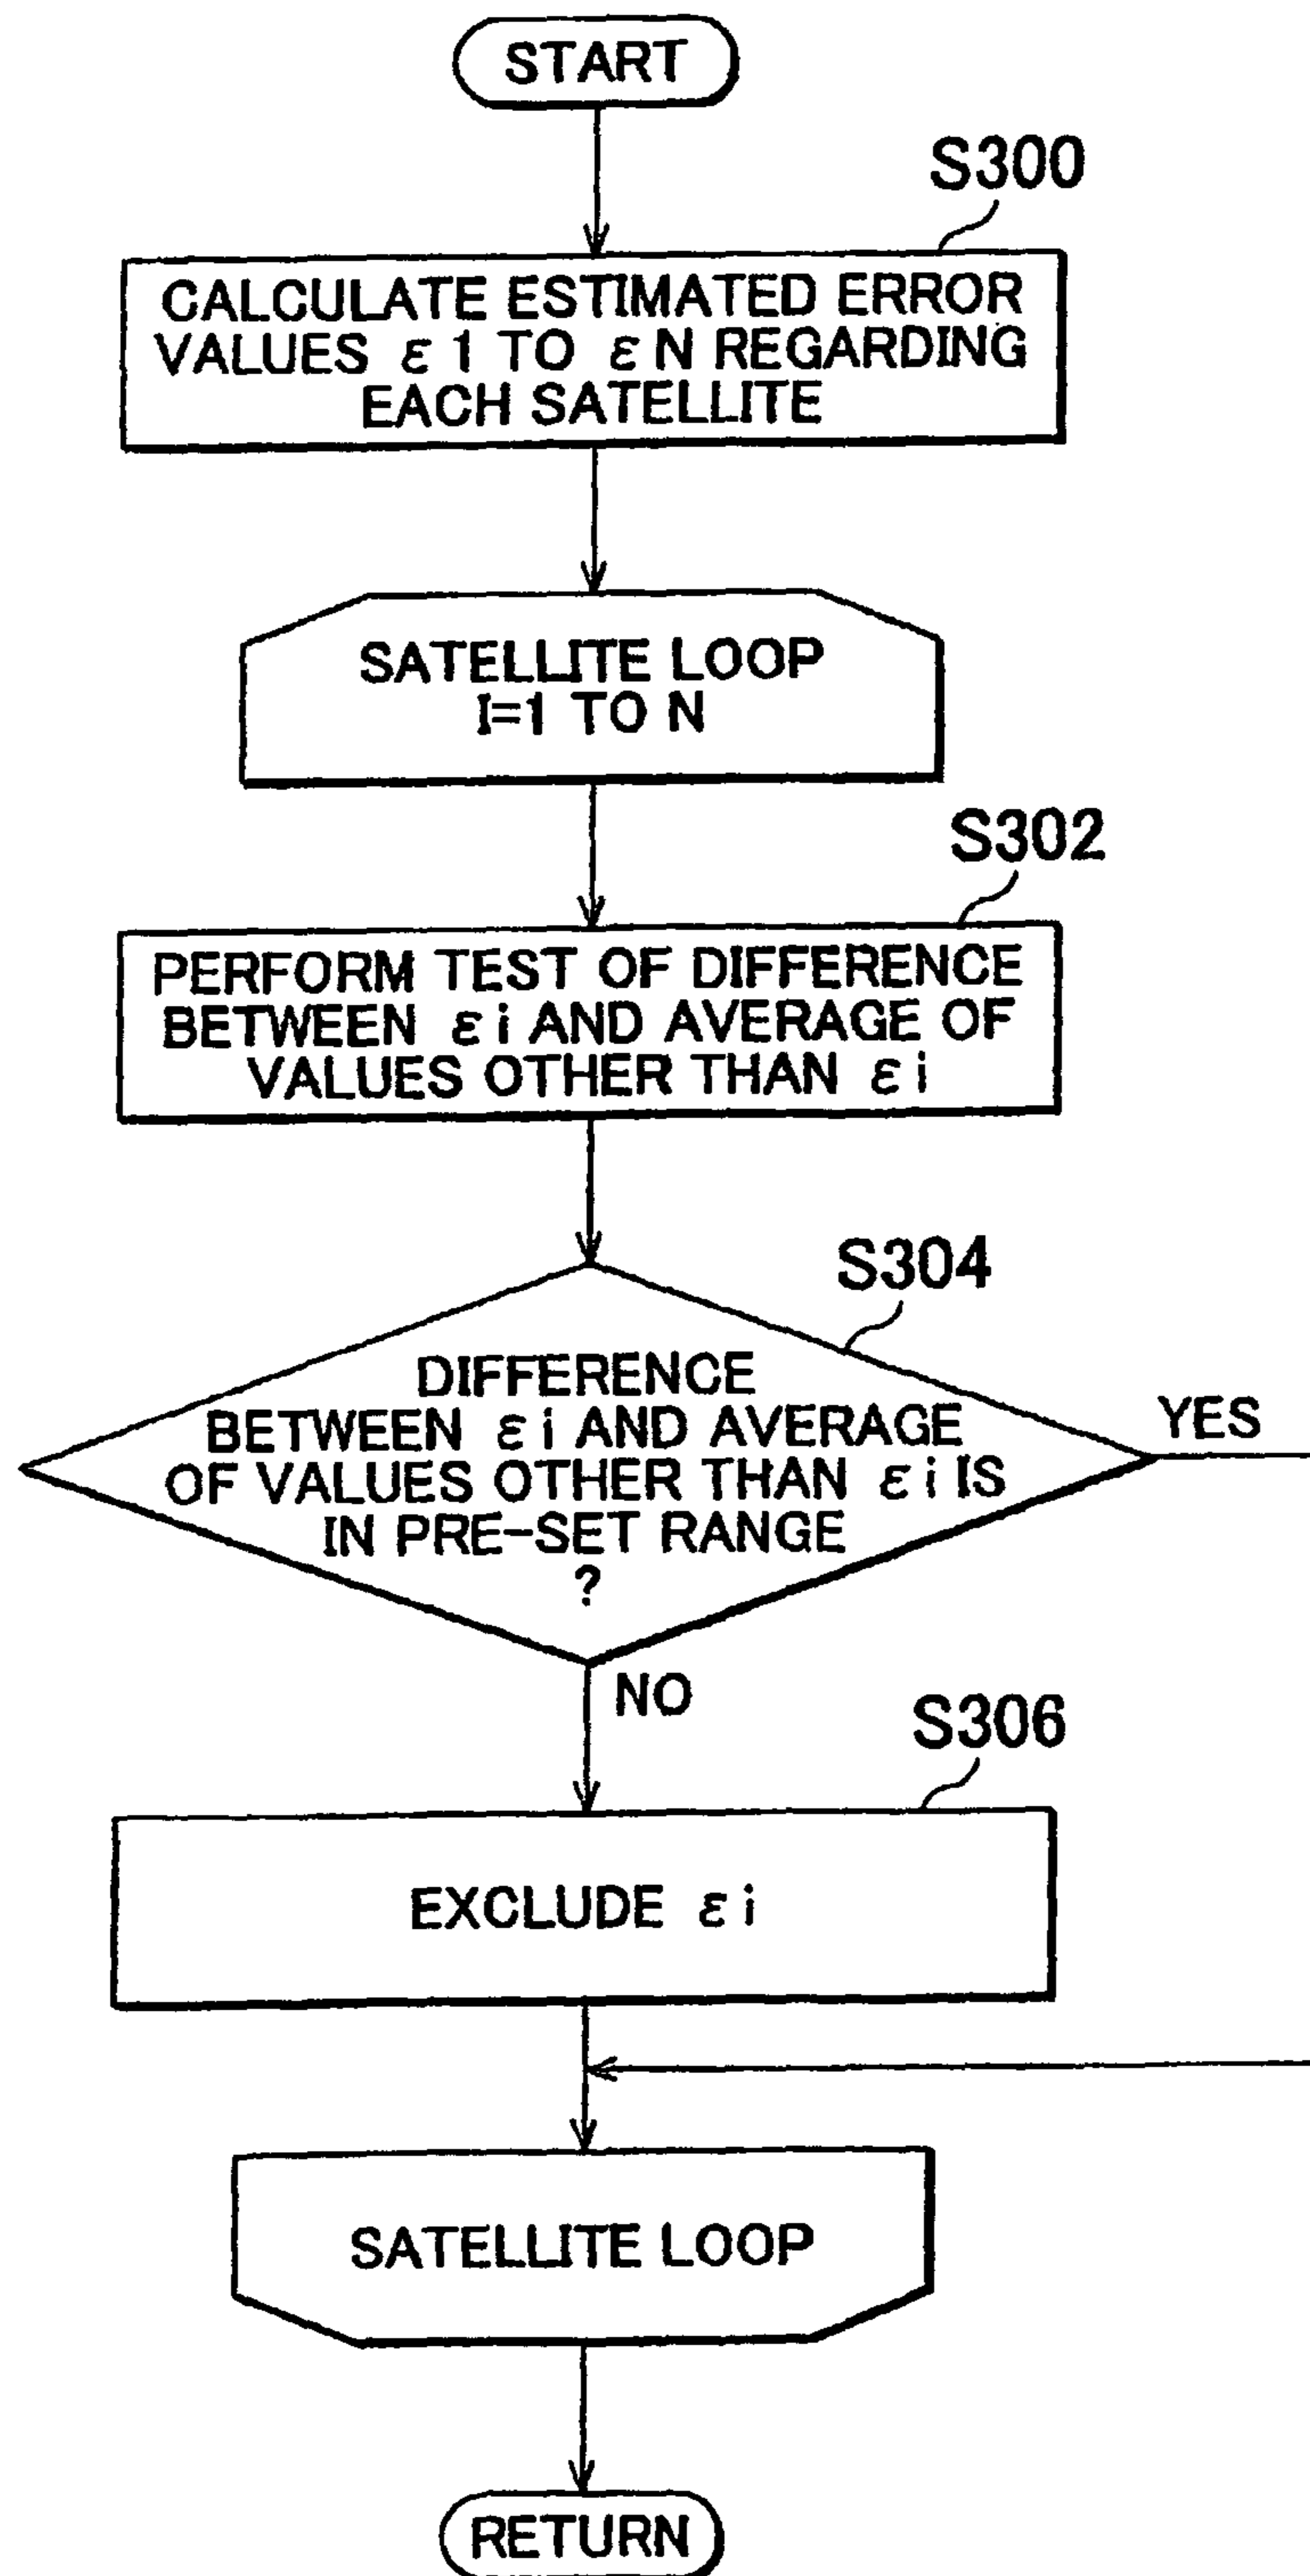 START
S300
CALCULATE ESTIMATED ERROR
VALUES ε1 TO εN REGARDING
EACH SATELLITE
SATELLITE LOOP
I=1 TO N
S302
PERFORM TEST OF DIFFERENCE
BETWEEN εi AND AVERAGE OF
VALUES OTHER THAN εi
S304
DIFFERENCE
BETWEEN εi AND AVERAGE
OF VALUES OTHER THAN εi IS
IN PRE-SET RANGE
?
YES
NO
S306
EXCLUDE εi
SATELLITE LOOP
RETURN